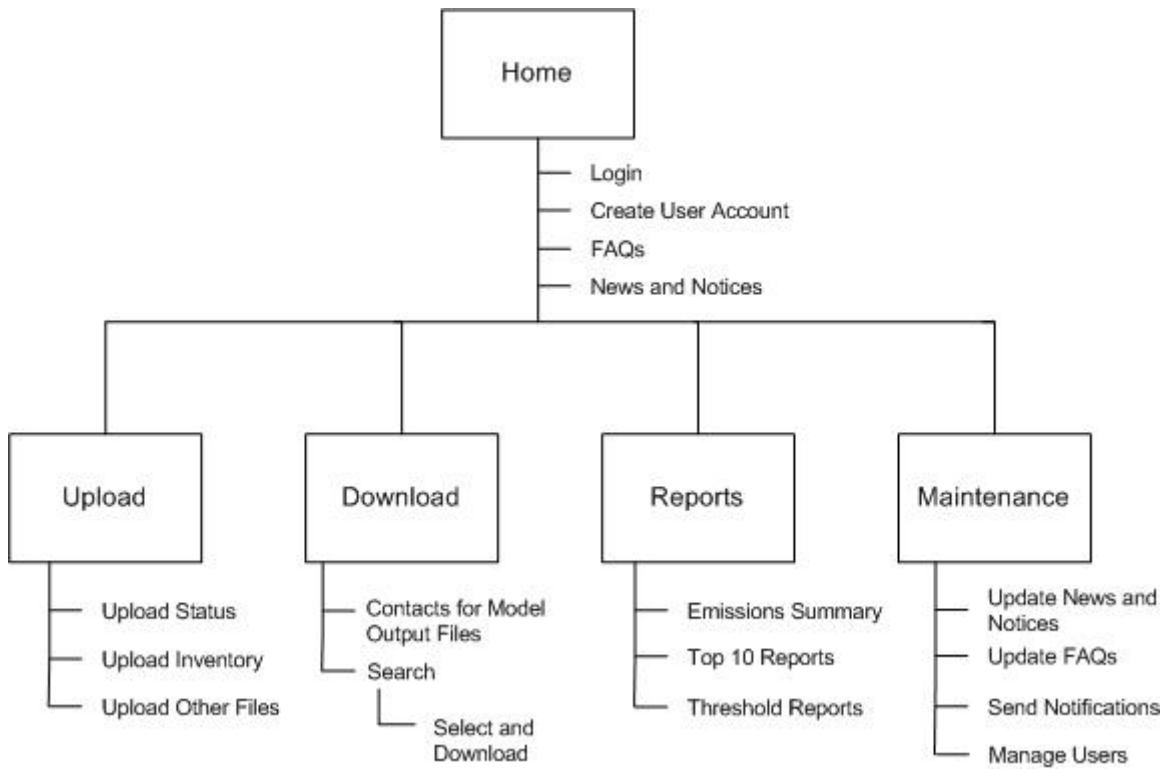 Home
Login
Create User Account
FAQs
News and Notices
Upload
Upload Status
Upload Inventory
Upload Other Files
Download
Contacts for Model
Output Files
Search
Select and
Download
Reports
Emissions Summary
Top 10 Reports
Threshold Reports
Maintenance
Update News and
Notices
Update FAQs
Send Notifications
Manage Users